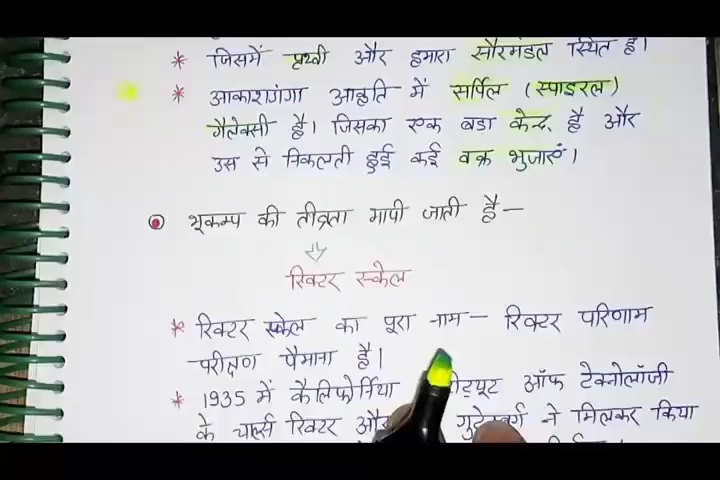 * जिसमें पृथ्वी और हमारा सौरमंडल स्थित है।
* आकाशगंगा आकृति में सर्पिल (स्पाइरल)
गैलेक्सी है। जिसका एक बडा केन्द्र है और
उस से निकलती हुई कई वक्र भुजाएं।
भूकम्प की तीव्रता मापी जाती है –
रिक्टर स्केल
* रिक्टर स्केल का पूरा नाम – रिक्टर परिणाम
परीक्षण पैमाना है।
* 1935 में कैलिफोर्निया ऑफ टेक्नोलॉजी
के चार्ल्स रिक्टर और ने मिलकर किया